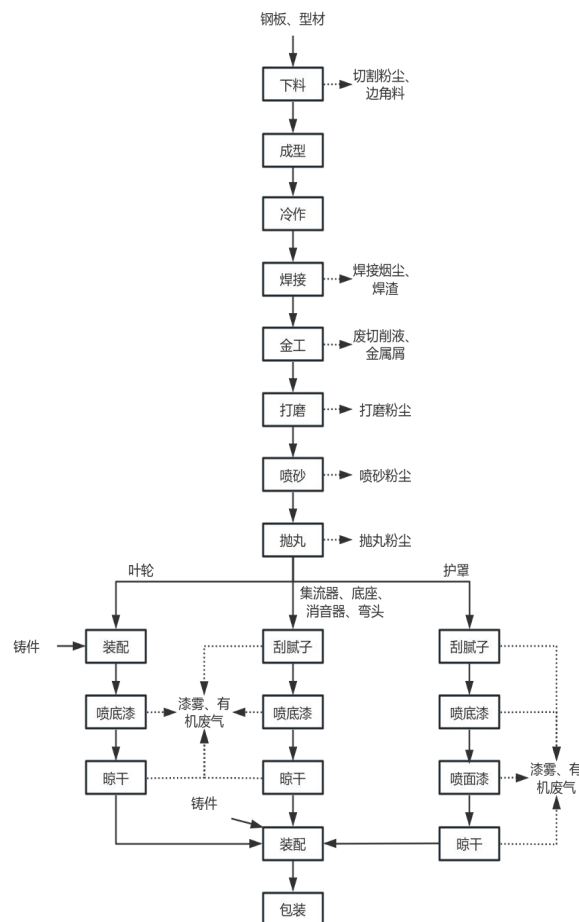 钢板、型材
下料
切割粉尘、
边角料
成型
冷作
焊接
焊接烟尘、
焊渣
金工
废切削液、
金属屑
打磨
打磨粉尘
喷砂
喷砂粉尘
抛丸
抛丸粉尘
叶轮
集流器、底座、
消音器、弯头
护罩
铸件
装配
刮腻子
刮腻子
喷底漆
漆雾、有
机废气
喷底漆
喷底漆
晾干
晾干
喷面漆
漆雾、有
机废气
铸件
装配
晾干
包装